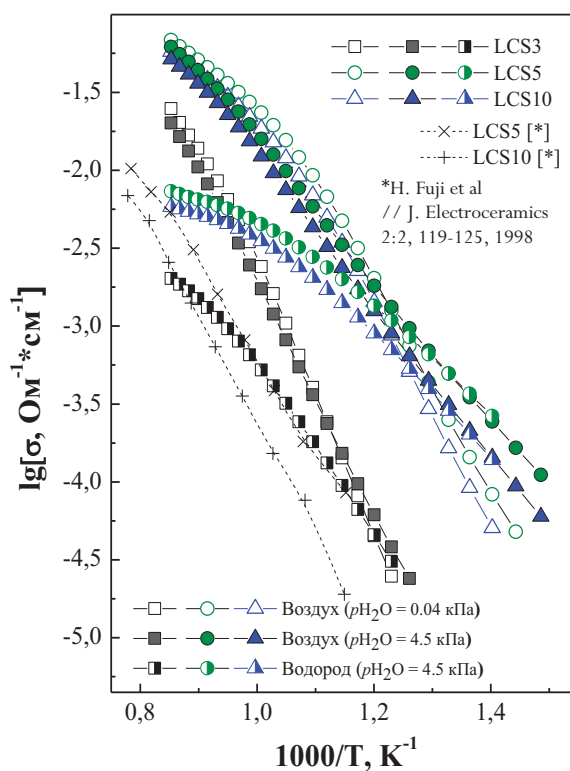 LCS3
LCS5
LCS10
LCS5 [*]
LCS10 [*]
*H. Fuji et al
// J. Electroceramics
2:2, 119-125, 1998
-1,5
-2,0
-2,5
-3,0
-3,5
-4,0
-4,5
-5,0
lg[σ, Ом⁻¹*см⁻¹]
Воздух (pH₂O = 0.04 кПа)
Воздух (pH₂O = 4.5 кПа)
Водород (pH₂O = 4.5 кПа)
0,8 1,0 1,2 1,4
1000/T, K⁻¹